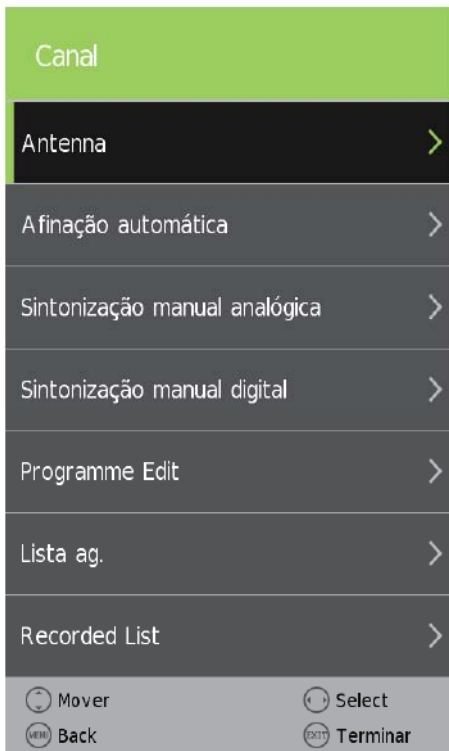 Canal
Antenna
Afinação automática
Sintonização manual analógica
Sintonização manual digital
Programme Edit
Lista ag.
Recorded List
Mover Select
MENU Back EXIT Terminar